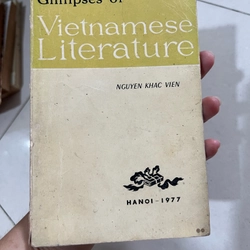 Glimpses of
Vietnamese
Literature
NGUYEN KHAC VIEN
HANOI - 1977